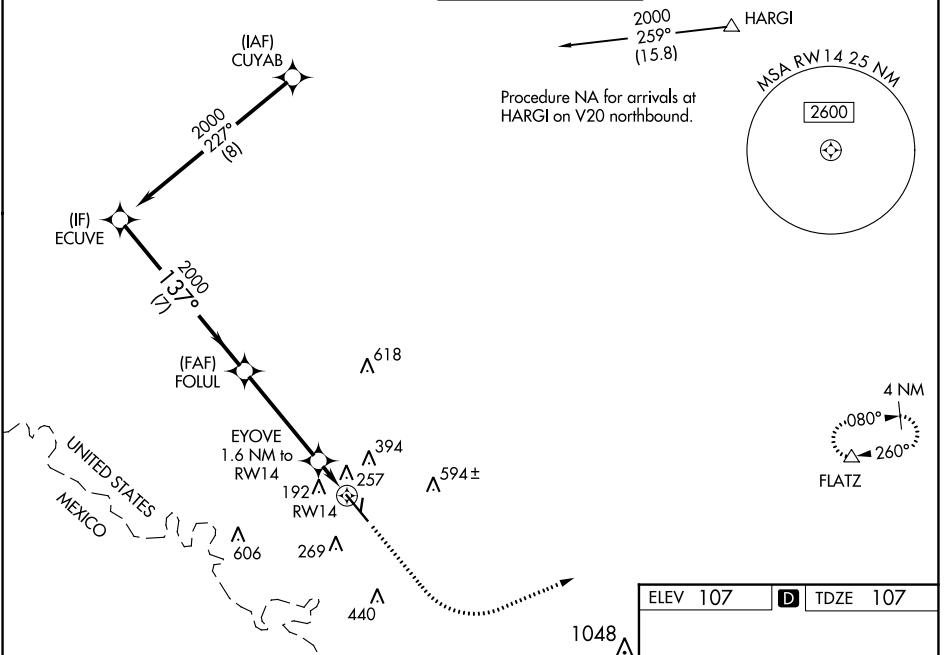 2000
259°
(15.8)
HARGI
Procedure NA for arrivals at
HARGI on V20 northbound.
MSA RW14 25 NM
2600
(IAF)
CUYAB
2000
227°
(8)
(IF)
ECUVE
2000
137°
(7)
(FAF)
FOLUL
618
EYOVE
1.6 NM to
RW14
394
257
594±
192
RW14
4 NM
080°
260°
FLATZ
UNITED STATES
MEXICO
606
269
440
1048
ELEV 107
D
TDZE 107